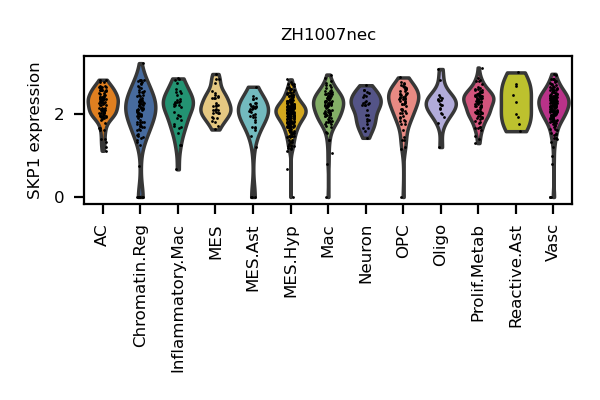 ZH1007nec
SKP1 expression
2
0
AC
Chromatin.Reg
Inflammatory.Mac
MES
MES.Ast
MES.Hyp
Mac
Neuron
OPC
Oligo
Prolif.Metab
Reactive.Ast
Vasc